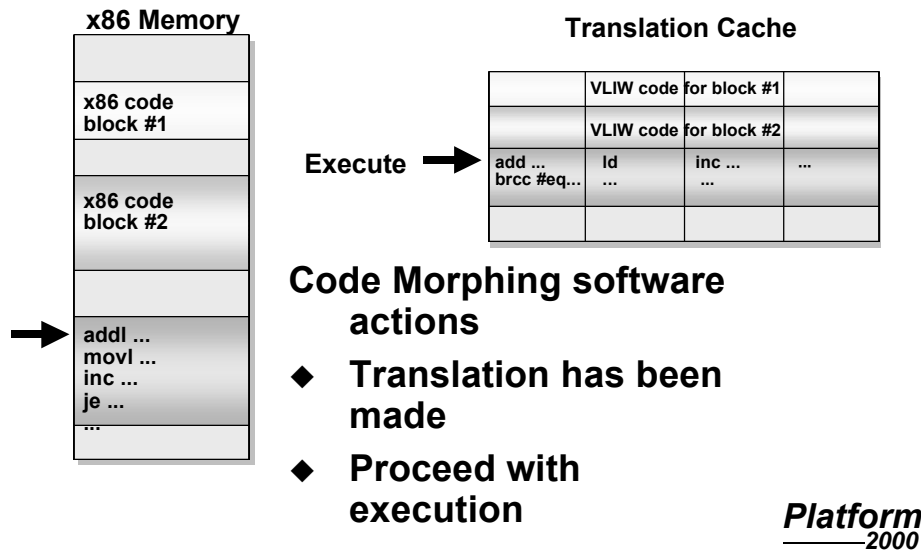 x86 Memory
x86 code
block #1
x86 code
block #2
addl ...
movl ...
inc ...
je ...
...
Translation Cache
VLIW code for block #1
VLIW code for block #2
Execute
add ... ld inc ... ...
brcc #eq... ... ...
Code Morphing software
actions
◆ Translation has been
made
◆ Proceed with
execution
Platform
2000